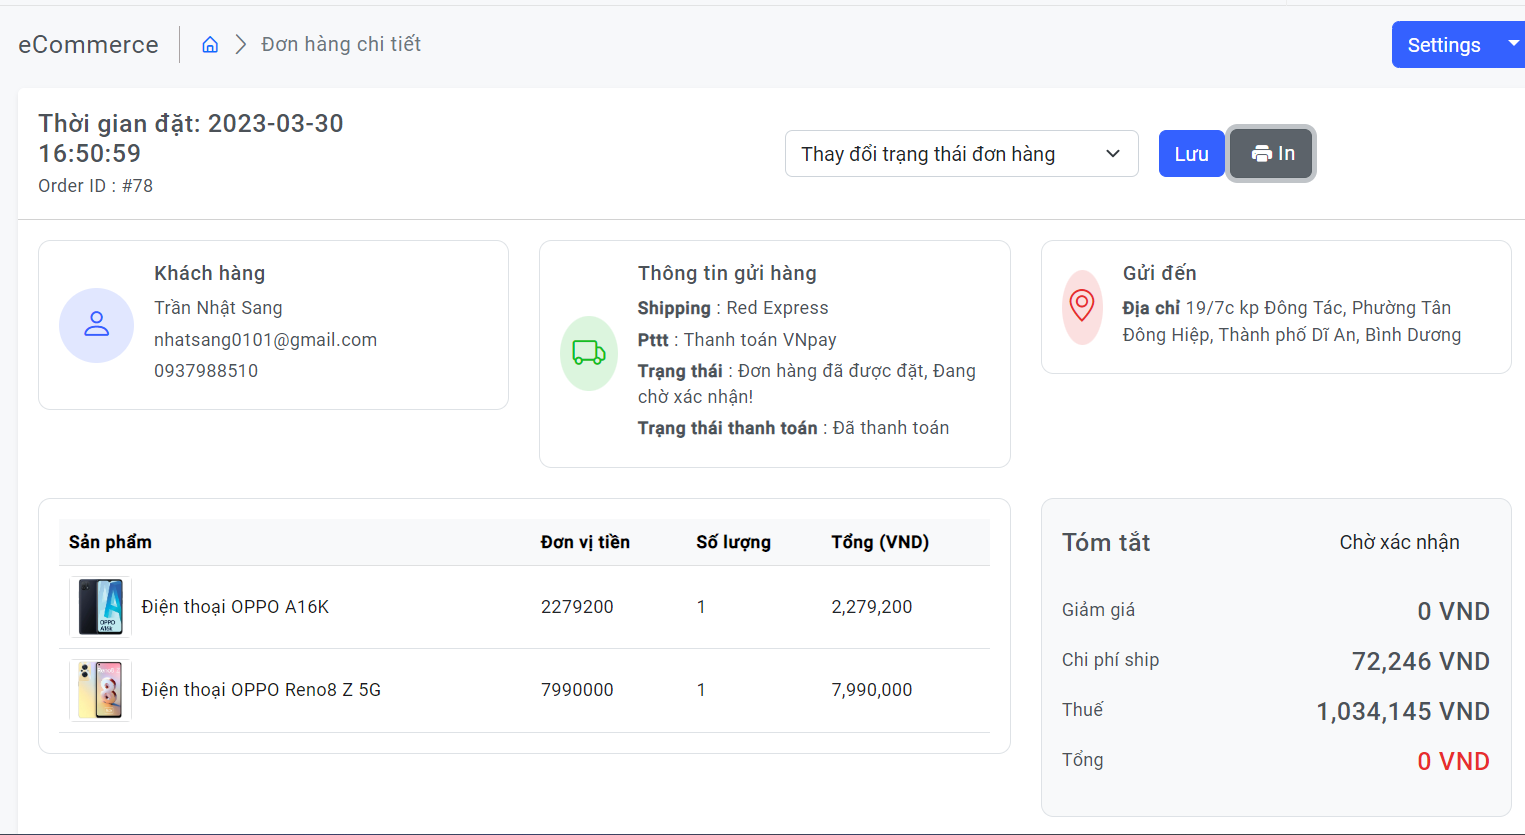 eCommerce
Đơn hàng chi tiết
Settings
Thời gian đặt: 2023-03-30
16:50:59
Order ID : #78
Thay đổi trạng thái đơn hàng
Lưu
In
Khách hàng
Trần Nhật Sang
nhatsang0101@gmail.com
0937988510
Thông tin gửi hàng
Shipping : Red Express
Pttt : Thanh toán VNpay
Trạng thái : Đơn hàng đã được đặt, Đang
chờ xác nhận!
Trạng thái thanh toán : Đã thanh toán
Gửi đến
Địa chỉ 19/7c kp Đông Tác, Phường Tân
Đông Hiệp, Thành phố Dĩ An, Bình Dương
Sản phẩm Đơn vị tiền Số lượng Tổng (VND)
OPPO
A16k
Điện thoại OPPO A16K 2279200 1 2,279,200
Điện thoại OPPO Reno8 Z 5G 7990000 1 7,990,000
Tóm tắt Chờ xác nhận
Giảm giá 0 VND
Chi phí ship 72,246 VND
Thuế 1,034,145 VND
Tổng 0 VND